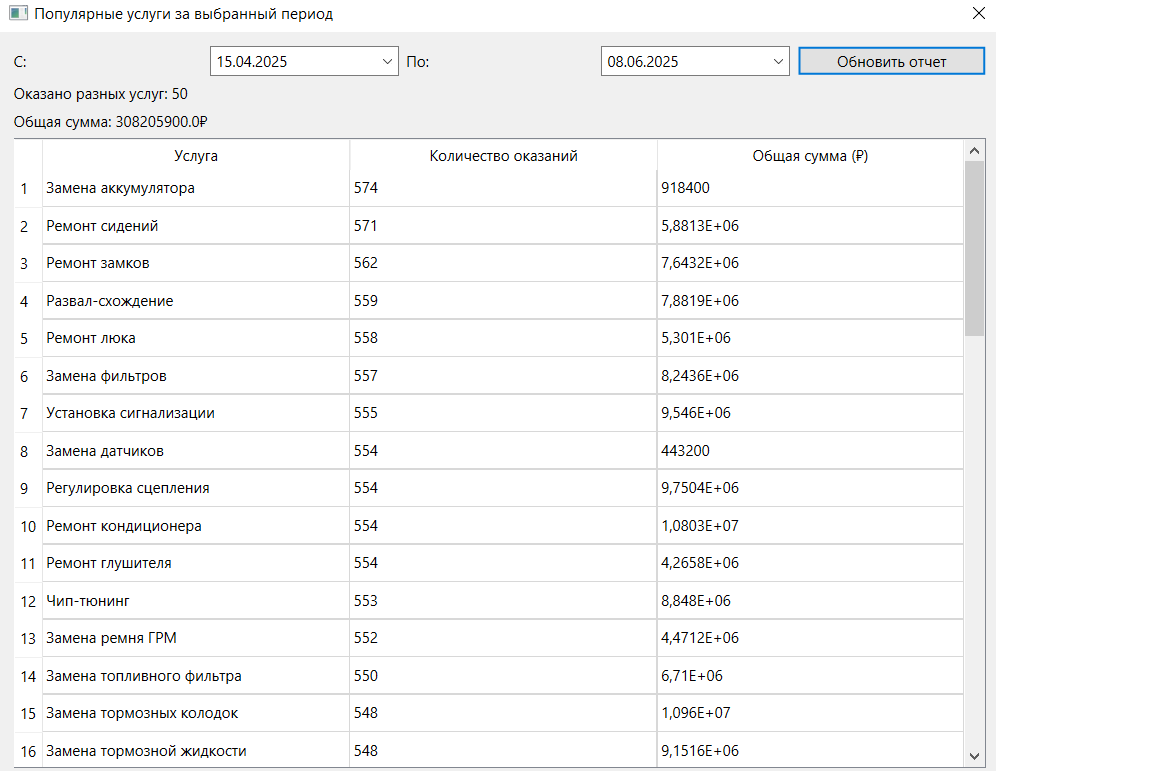 Популярные услуги за выбранный период
С: 15.04.2025 По: 08.06.2025 Обновить отчет
Оказано разных услуг: 50
Общая сумма: 308205900.0₽
Услуга Количество оказаний Общая сумма (₽)
1 Замена аккумулятора 574 918400
2 Ремонт сидений 571 5,8813E+06
3 Ремонт замков 562 7,6432E+06
4 Развал-схождение 559 7,8819E+06
5 Ремонт люка 558 5,301E+06
6 Замена фильтров 557 8,2436E+06
7 Установка сигнализации 555 9,546E+06
8 Замена датчиков 554 443200
9 Регулировка сцепления 554 9,7504E+06
10 Ремонт кондиционера 554 1,0803E+07
11 Ремонт глушителя 554 4,2658E+06
12 Чип-тюнинг 553 8,848E+06
13 Замена ремня ГРМ 552 4,4712E+06
14 Замена топливного фильтра 550 6,71E+06
15 Замена тормозных колодок 548 1,096E+07
16 Замена тормозной жидкости 548 9,1516E+06